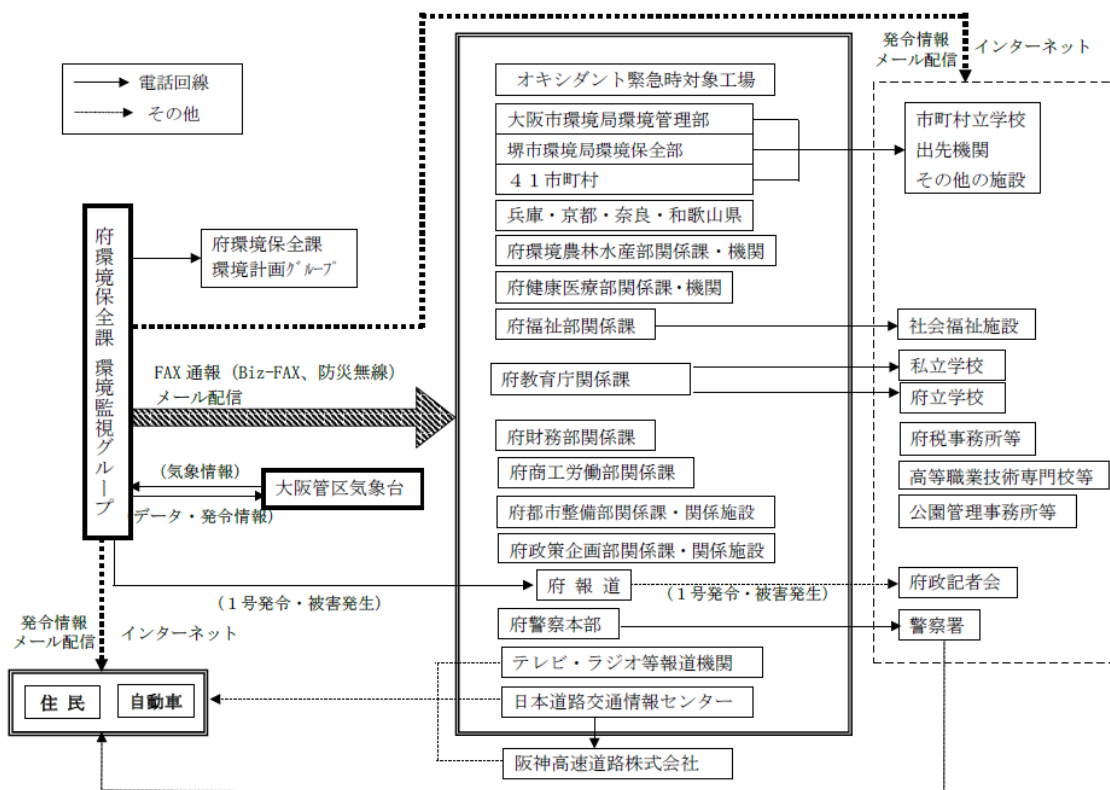 発令情報
メール配信
インターネット
電話回線
その他
オキシダント緊急時対象工場
大阪市環境局環境管理部
堺市環境局環境保全部
４１市町村
市町村立学校
出先機関
その他の施設
兵庫・京都・奈良・和歌山県
府環境保全課 環境監視グループ
府環境保全課
環境計画ｸﾞﾙｰﾌﾟ
府環境農林水産部関係課・機関
府健康医療部関係課・機関
府福祉部関係課
社会福祉施設
FAX 通報（Biz-FAX、防災無線）
メール配信
府教育庁関係課
私立学校
府立学校
府財務部関係課
府税事務所等
(気象情報)
大阪管区気象台
データ・発令情報)
府商工労働部関係課
高等職業技術専門校等
府都市整備部関係課・関係施設
公園管理事務所等
府政策企画部関係課・関係施設
府 報 道
(１号発令・被害発生)
(１号発令・被害発生)
府政記者会
府警察本部
警察署
発令情報
メール配信
インターネット
テレビ・ラジオ等報道機関
住 民
自動車
日本道路交通情報センター
阪神高速道路株式会社